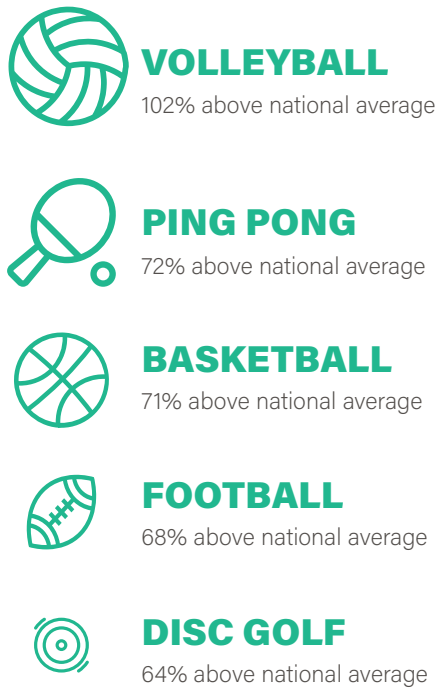 VOLLEYBALL
102% above national average
PING PONG
72% above national average
BASKETBALL
71% above national average
FOOTBALL
68% above national average
DISC GOLF
64% above national average